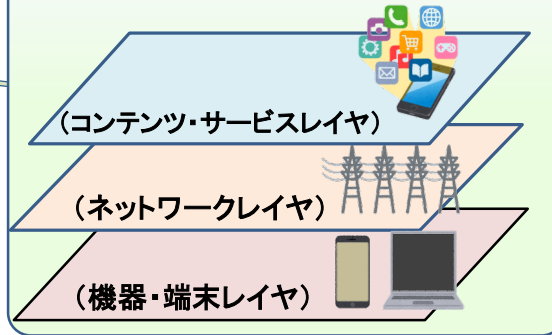 （コンテンツ・サービスレイヤ）
（ネットワークレイヤ）
（機器・端末レイヤ）